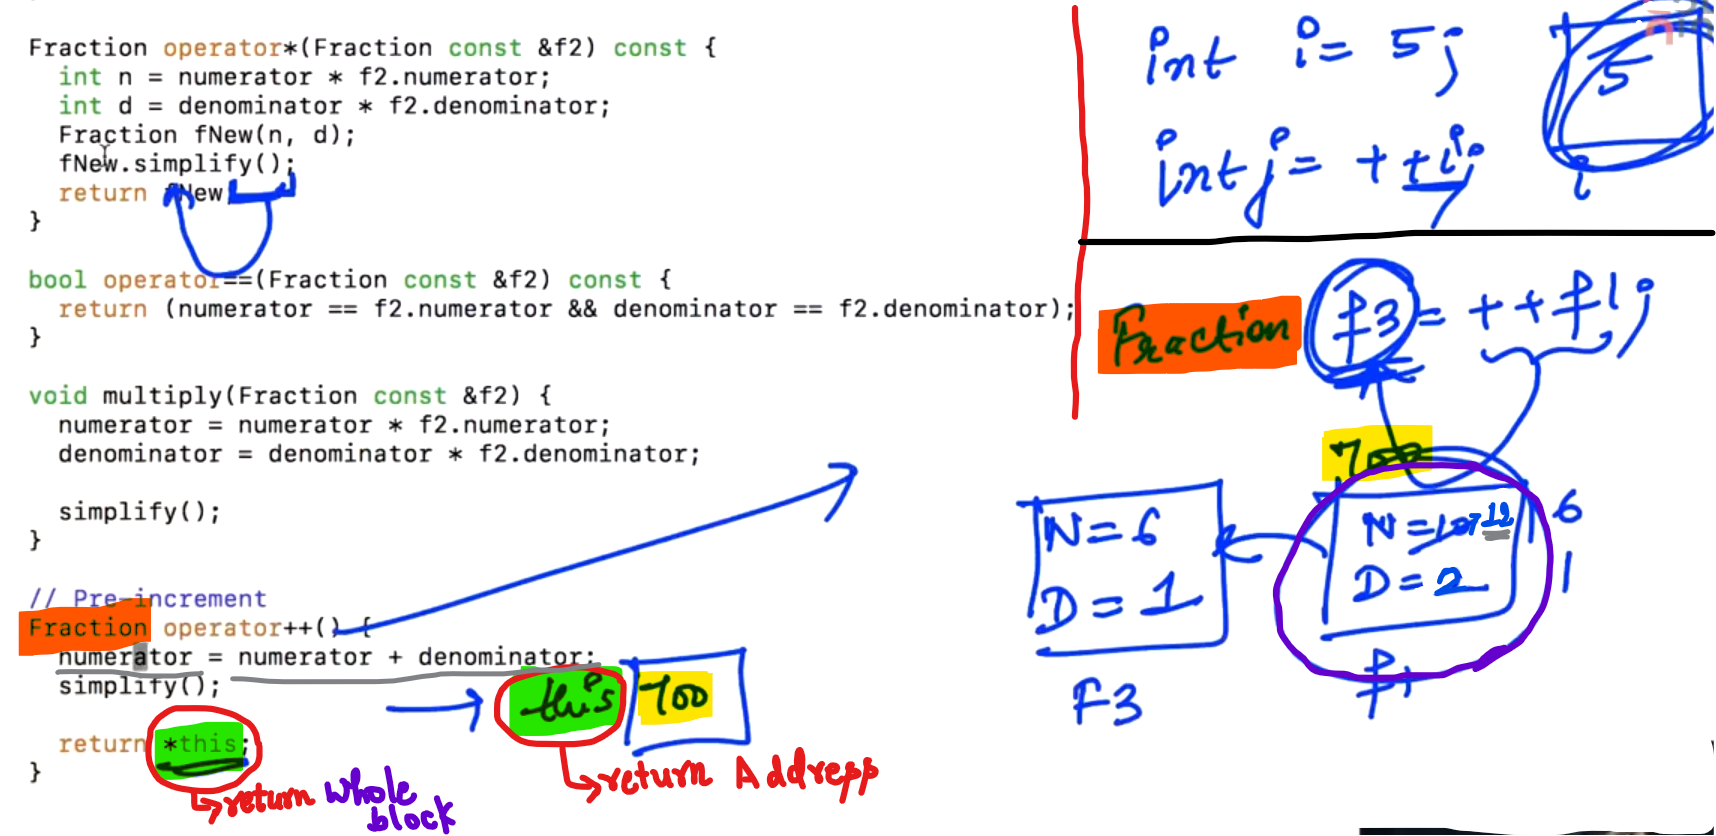 Fraction operator*(Fraction const &f2) const {
int n = numerator * f2.numerator;
int d = denominator * f2.denominator;
Fraction fNew(n, d);
fNew.simplify();
return fNew
}
bool operator==(Fraction const &f2) const {
return (numerator == f2.numerator && denominator == f2.denominator);
}
void multiply(Fraction const &f2) {
numerator = numerator * f2.numerator;
denominator = denominator * f2.denominator;
simplify();
}
// Pre-increment
Fraction operator++() {
numerator = numerator + denominator;
simplify();
return *this;
}
return whole
block
this 700
return Address
int i = 5;
int j = ++i;
5
i
Fraction f3 = ++f1;
700
N = 6
D = 1
F3
N = 10 12
D = 2
6
1
f1